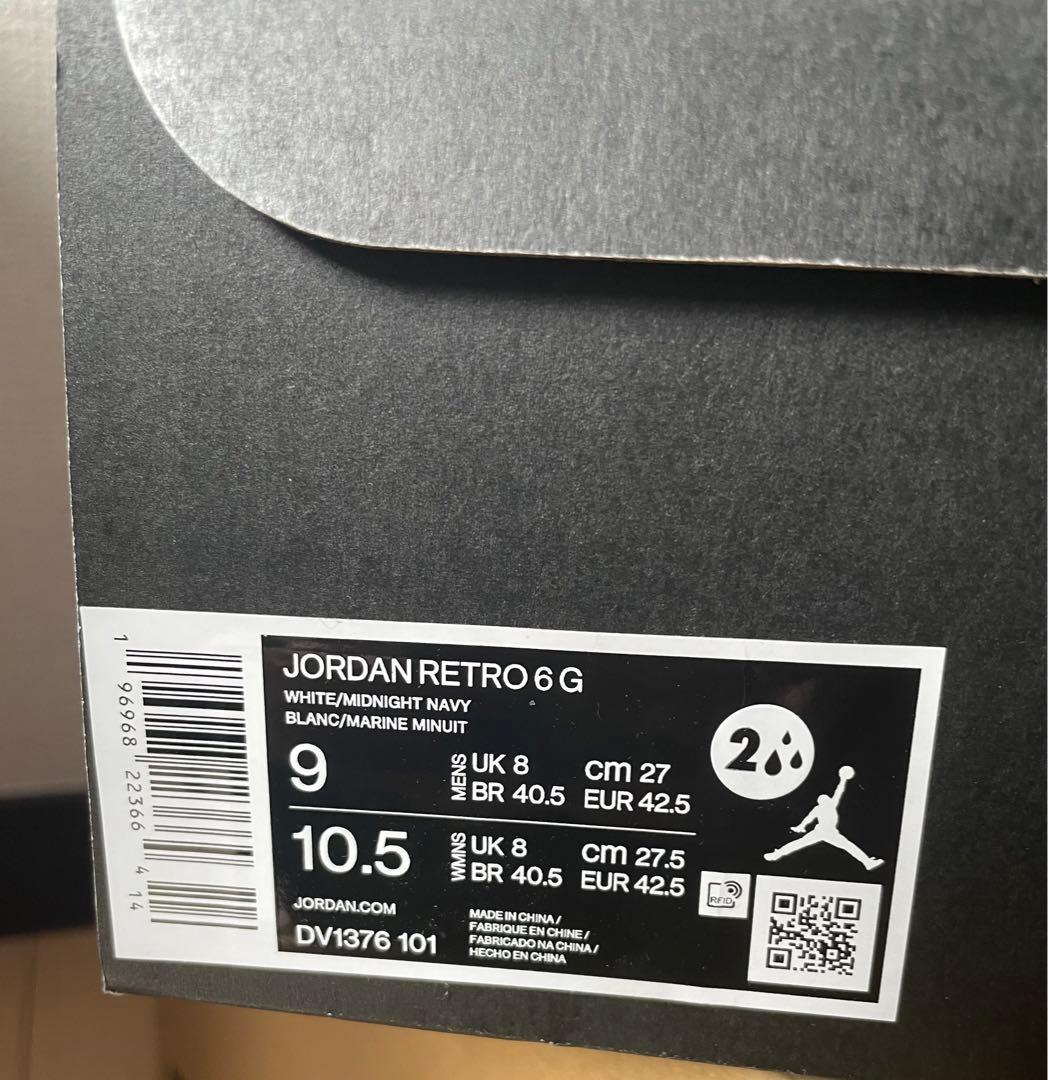 JORDAN RETRO 6 G
WHITE/MIDNIGHT NAVY
BLANC/MARINE MINUIT
9
MENS
UK 8 cm 27
BR 40.5 EUR 42.5
10.5
WMNS
UK 8 cm 27.5
BR 40.5 EUR 42.5
JORDAN.COM
DV1376 101
MADE IN CHINA /
FABRIQUE EN CHINE /
FABRICADO NA CHINA /
HECHO EN CHINA
2
RFID
1 96968 22366 4 14